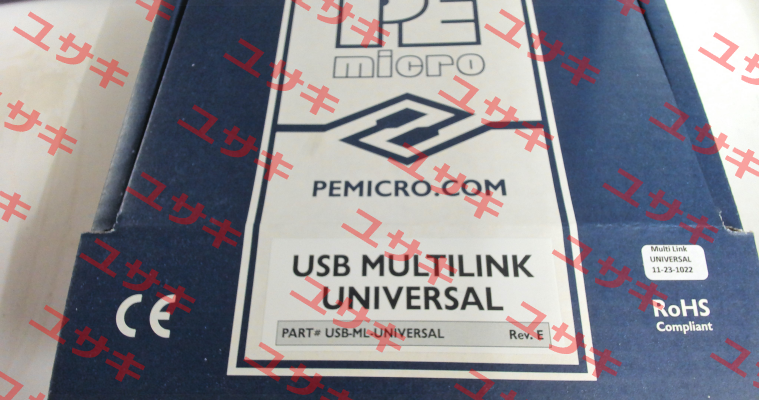 PE
micro
PEMICRO.COM
USB MULTILINK
UNIVERSAL
PART# USB-ML-UNIVERSAL Rev. E
CE
Multi Link
UNIVERSAL
11-23-1022
RoHS
Compliant
ユサキ